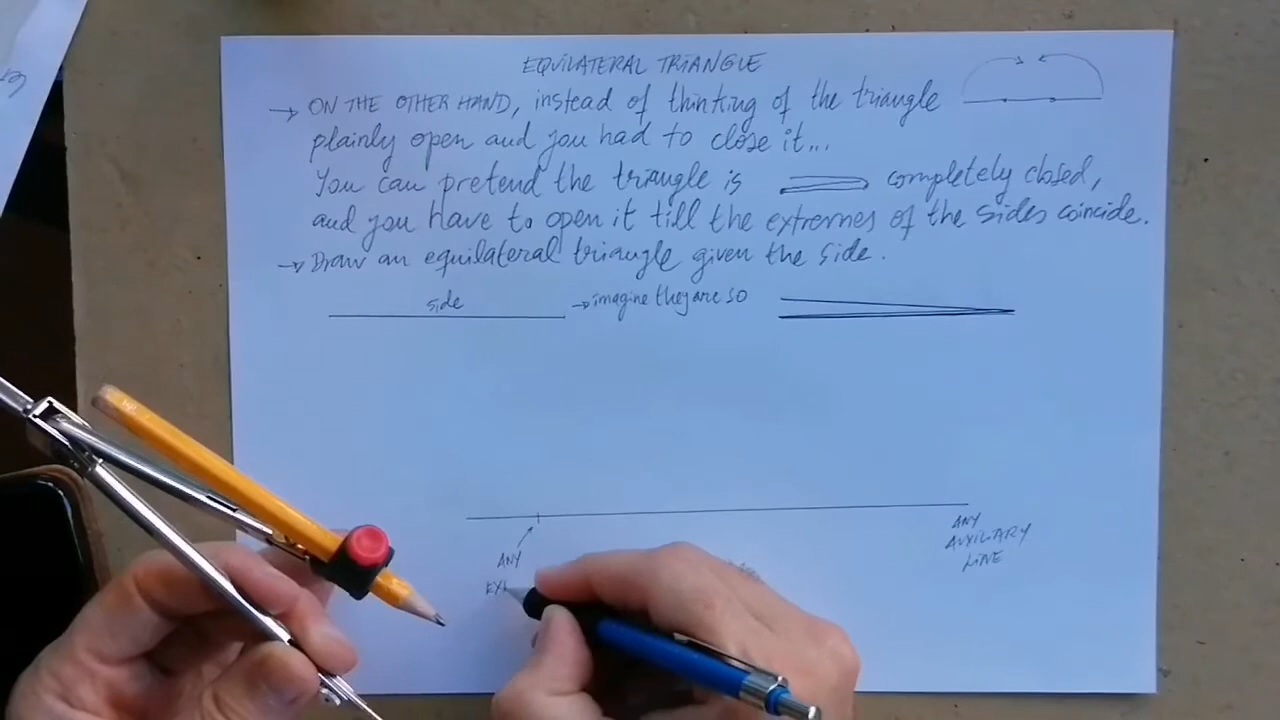 EQUILATERAL TRIANGLE
→ ON THE OTHER HAND, instead of thinking of the triangle
plainly open and you had to close it...
You can pretend the triangle is completely closed,
and you have to open it till the extremes of the sides coincide.
→ Draw an equilateral triangle given the side.
side → imagine they are so
ANY
AUXILIARY
LINE
ANY